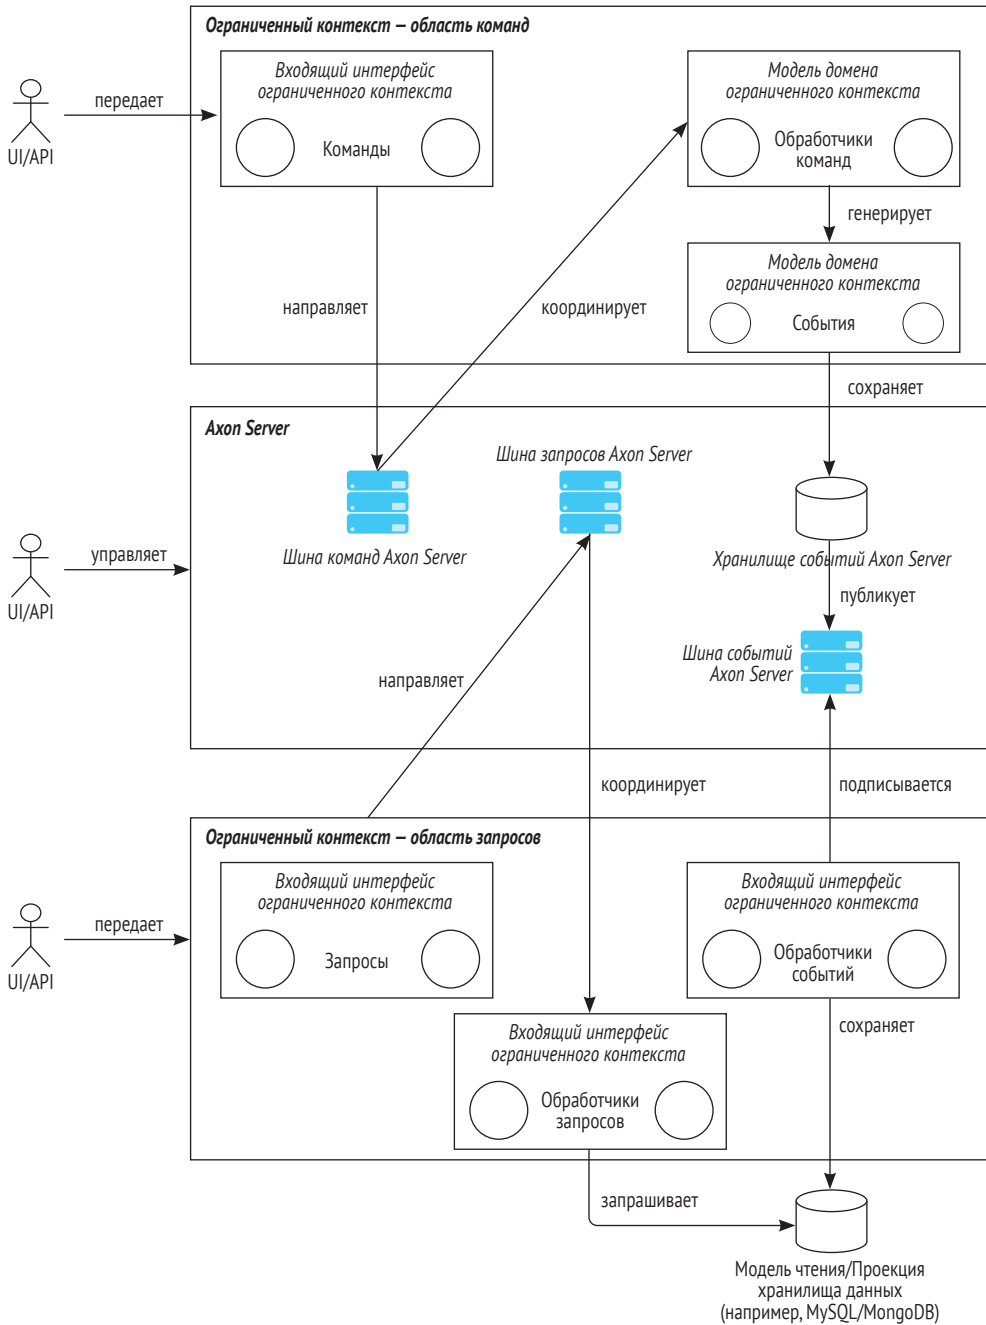 Ограниченный контекст – область команд
Входящий интерфейс
ограниченного контекста
Команды
Модель домена
ограниченного контекста
Обработчики
команд
передает
UI/API
генерирует
Модель домена
ограниченного контекста
События
направляет
координирует
сохраняет
Axon Server
Шина запросов Axon Server
Шина команд Axon Server
Хранилище событий Axon Server
управляет
UI/API
публикует
Шина событий
Axon Server
направляет
координирует
подписывается
Ограниченный контекст – область запросов
Входящий интерфейс
ограниченного контекста
Запросы
Входящий интерфейс
ограниченного контекста
Обработчики
событий
передает
UI/API
сохраняет
Входящий интерфейс
ограниченного контекста
Обработчики
запросов
запрашивает
Модель чтения/Проекция
хранилища данных
(например, MySQL/MongoDB)